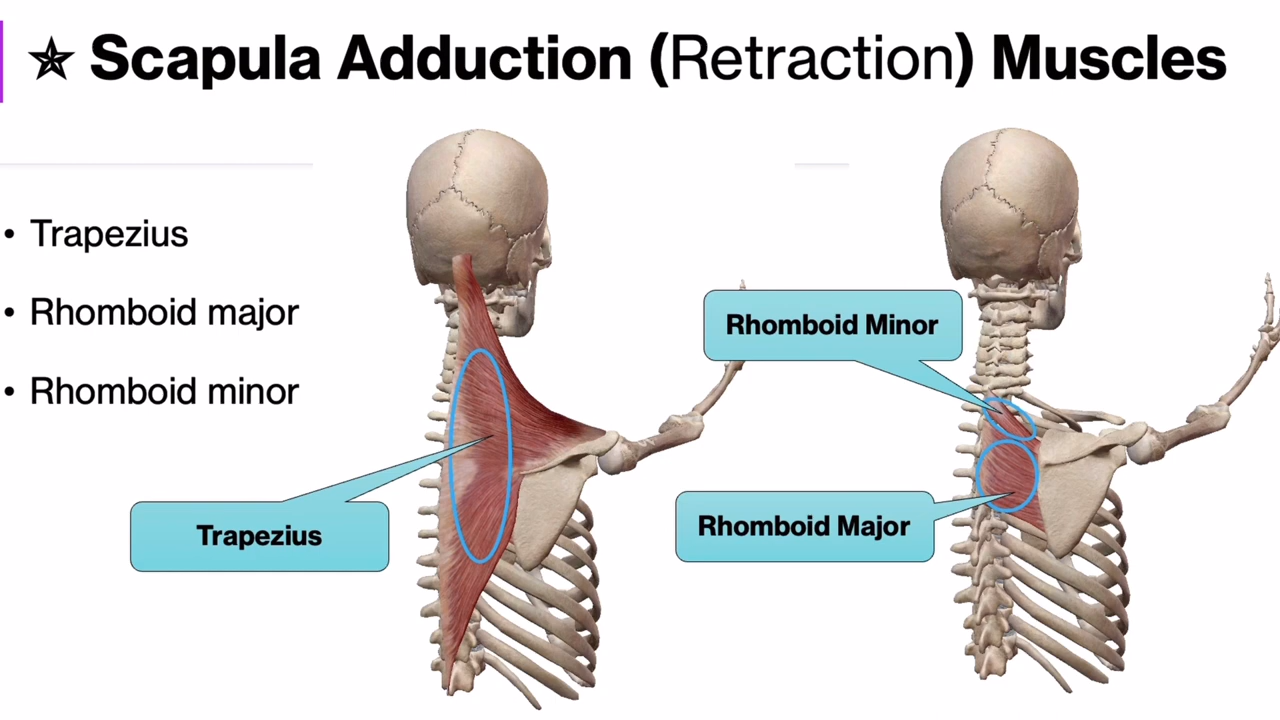 ★ Scapula Adduction (Retraction) Muscles
• Trapezius
• Rhomboid major
• Rhomboid minor
Rhomboid Minor
Trapezius
Rhomboid Major